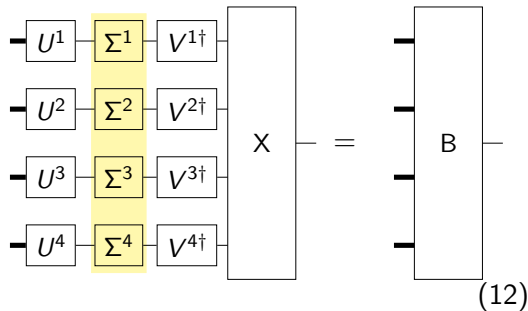 U¹ Σ¹ V¹†
U² Σ² V²†
X = B
U³ Σ³ V³†
U⁴ Σ⁴ V⁴†
(12)